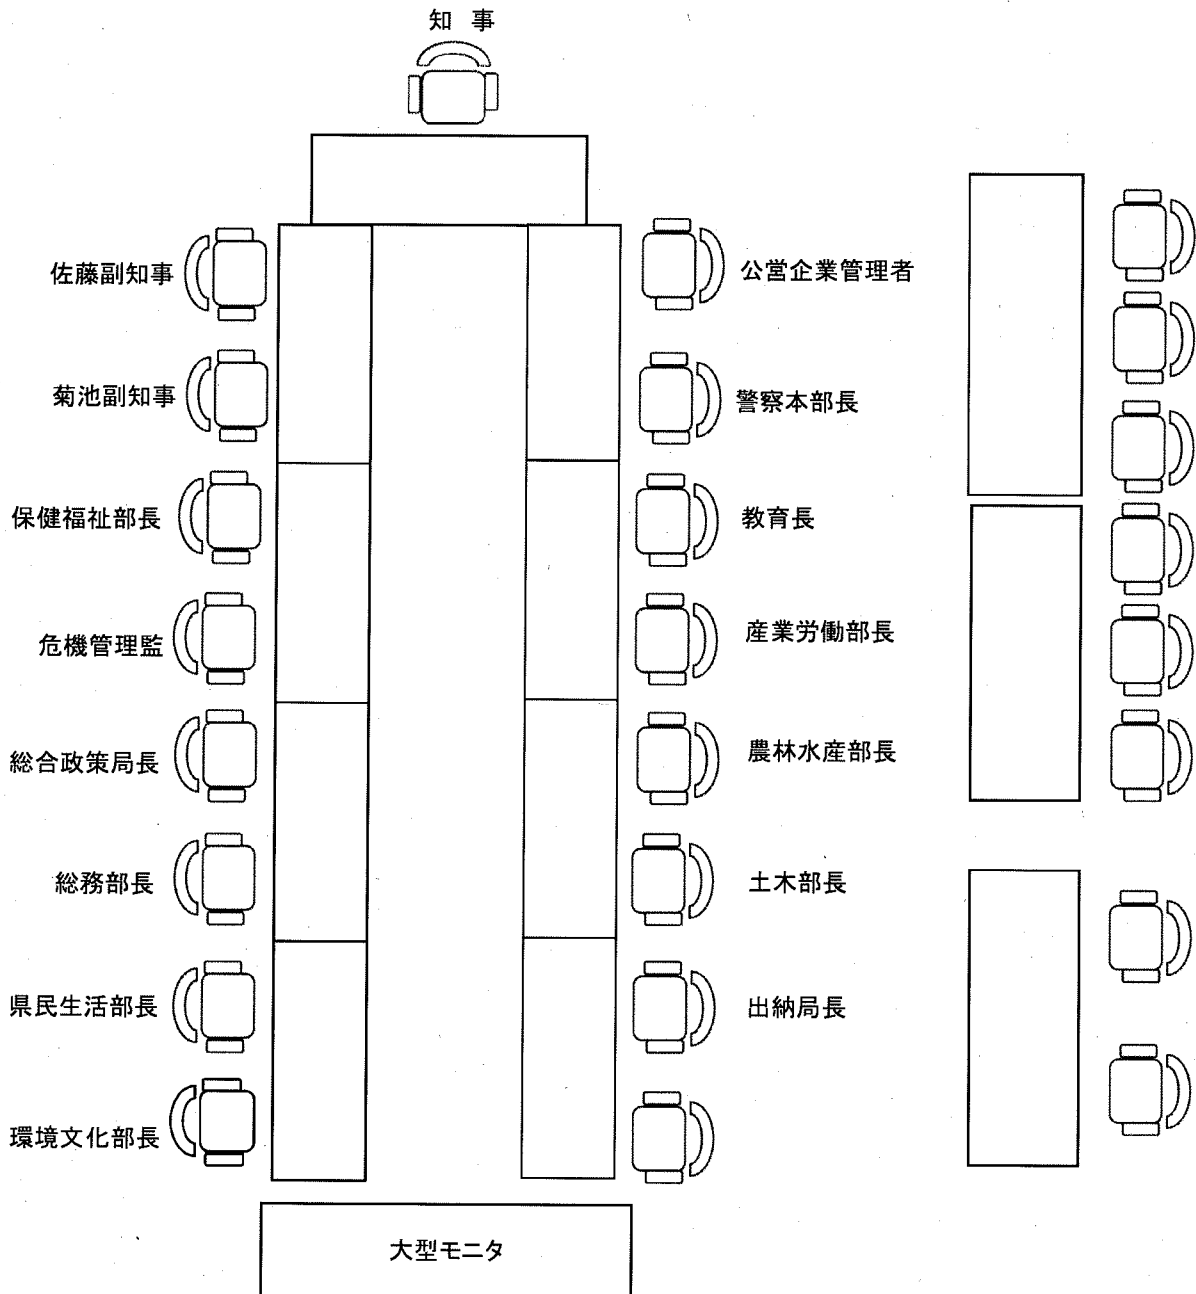 知 事
佐藤副知事
菊池副知事
保健福祉部長
危機管理監
総合政策局長
総務部長
県民生活部長
環境文化部長
公営企業管理者
警察本部長
教育長
産業労働部長
農林水産部長
土木部長
出納局長
大型モニタ